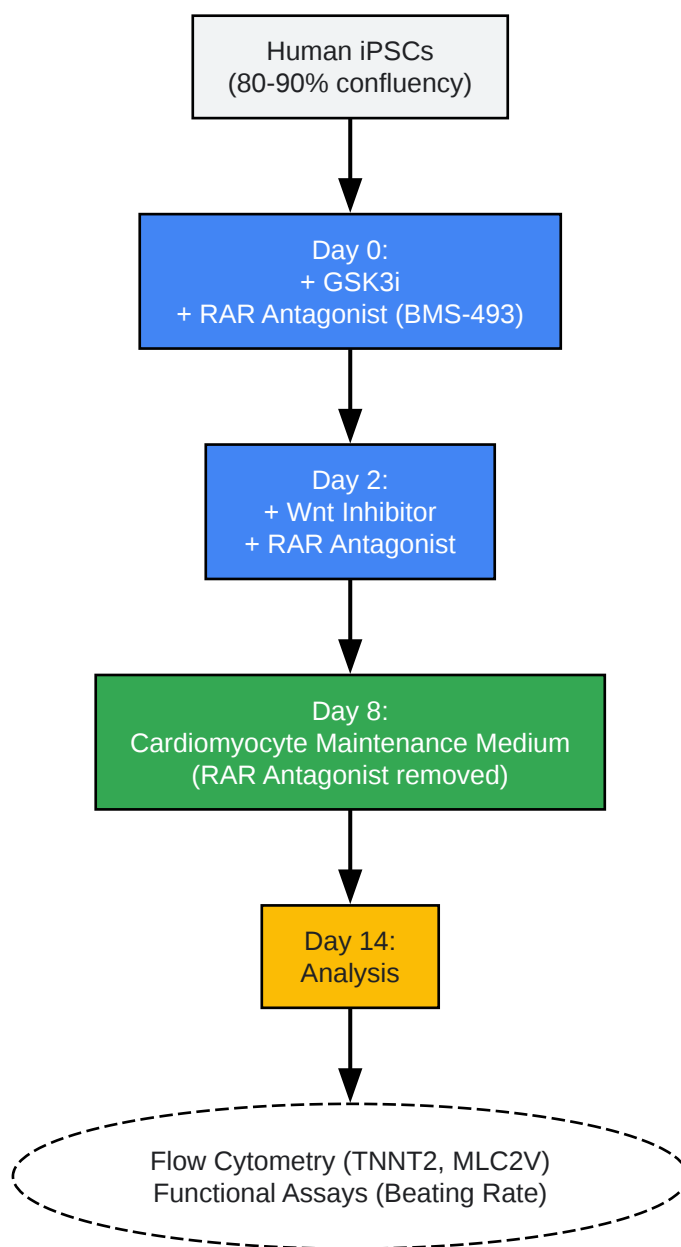 Human iPSCs
(80-90% confluency)
Day 0:
+ GSK3i
+ RAR Antagonist (BMS-493)
Day 2:
+ Wnt Inhibitor
+ RAR Antagonist
Day 8:
Cardiomyocyte Maintenance Medium
(RAR Antagonist removed)
Day 14:
Analysis
Flow Cytometry (TNNT2, MLC2V)
Functional Assays (Beating Rate)